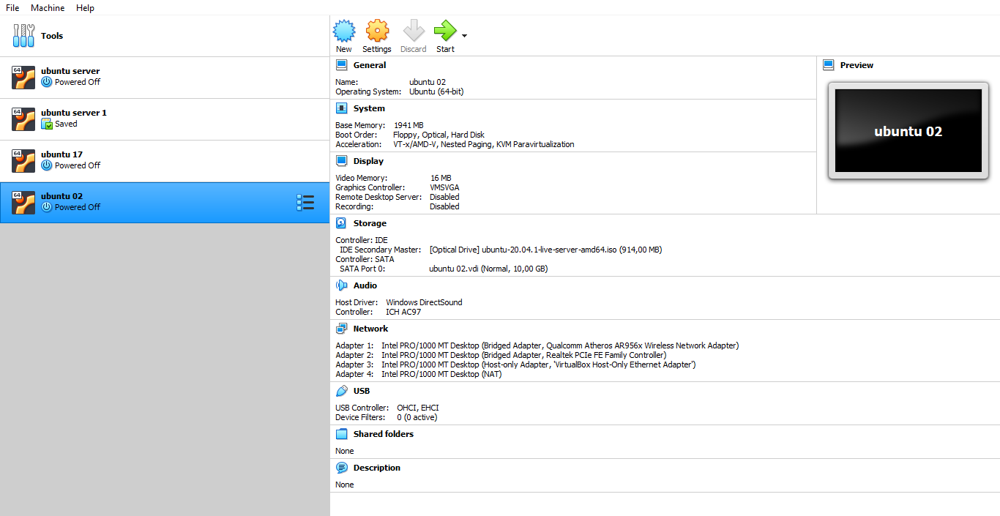 File Machine Help
Tools
64 ubuntu server
Powered Off
64 ubuntu server 1
Saved
64 ubuntu 17
Powered Off
64 ubuntu 02
Powered Off
New Settings Discard Start
General
Name: ubuntu 02
Operating System: Ubuntu (64-bit)
System
Base Memory: 1941 MB
Boot Order: Floppy, Optical, Hard Disk
Acceleration: VT-x/AMD-V, Nested Paging, KVM Paravirtualization
Display
Video Memory: 16 MB
Graphics Controller: VMSVGA
Remote Desktop Server: Disabled
Recording: Disabled
Preview
ubuntu 02
Storage
Controller: IDE
IDE Secondary Master: [Optical Drive] ubuntu-20.04.1-live-server-amd64.iso (914,00 MB)
Controller: SATA
SATA Port 0: ubuntu 02.vdi (Normal, 10,00 GB)
Audio
Host Driver: Windows DirectSound
Controller: ICH AC97
Network
Adapter 1: Intel PRO/1000 MT Desktop (Bridged Adapter, Qualcomm Atheros AR956x Wireless Network Adapter)
Adapter 2: Intel PRO/1000 MT Desktop (Bridged Adapter, Realtek PCIe FE Family Controller)
Adapter 3: Intel PRO/1000 MT Desktop (Host-only Adapter, 'VirtualBox Host-Only Ethernet Adapter')
Adapter 4: Intel PRO/1000 MT Desktop (NAT)
USB
USB Controller: OHCI, EHCI
Device Filters: 0 (0 active)
Shared folders
None
Description
None